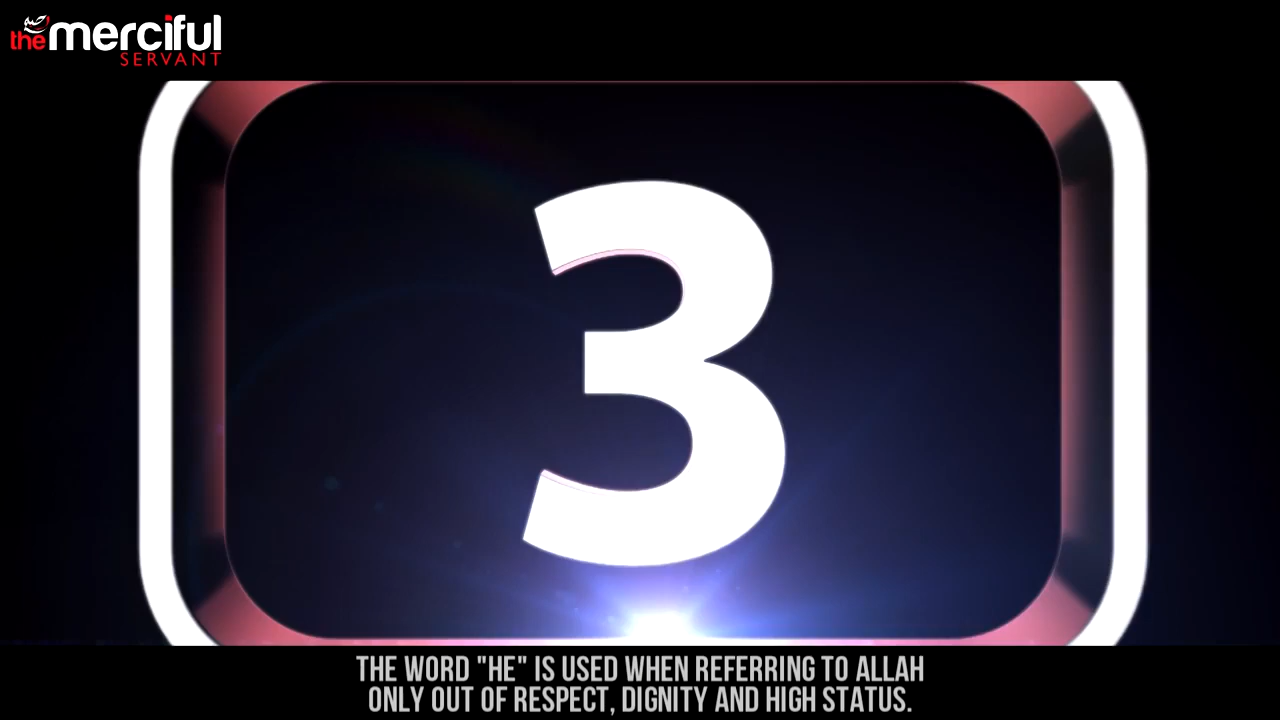 the merciful
SERVANT
3
THE WORD "HE" IS USED WHEN REFERRING TO ALLAH
ONLY OUT OF RESPECT, DIGNITY AND HIGH STATUS.